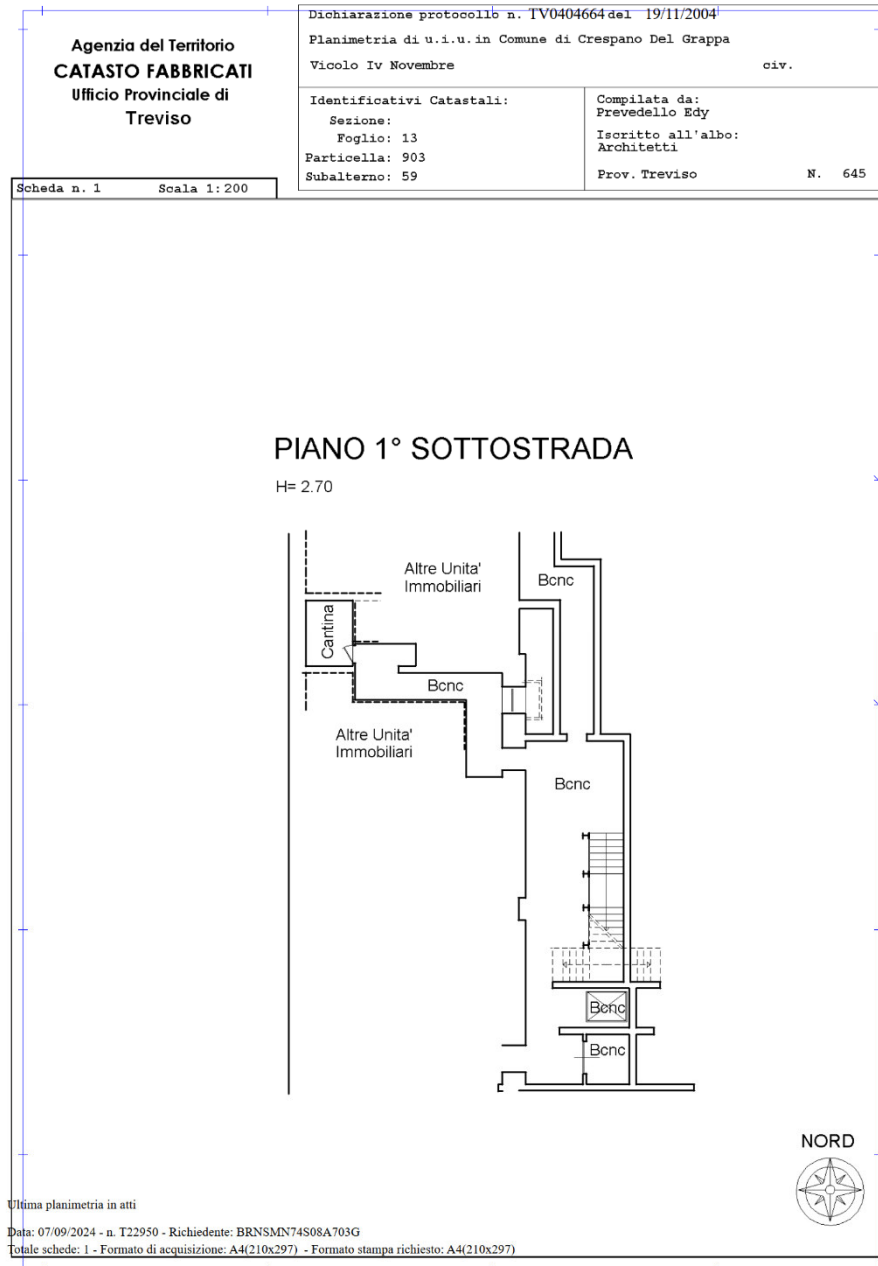 Agenzia del Territorio
CATASTO FABBRICATI
Ufficio Provinciale di
Treviso
Dichiarazione protocollo n. TV0404664 del 19/11/2004
Planimetria di u.i.u. in Comune di Crespano Del Grappa
Vicolo Iv Novembre civ.
Identificativi Catastali:
Sezione:
Foglio: 13
Particella: 903
Subalterno: 59
Compilata da:
Prevedello Edy
Iscritto all'albo:
Architetti
Prov. Treviso N. 645
Scheda n. 1 Scala 1:200
PIANO 1° SOTTOSTRADA
H= 2.70
Altre Unita'
Immobiliari
Bcnc
Cantina
Bcnc
Altre Unita'
Immobiliari
Bcnc
Bcnc
Bcnc
NORD
Ultima planimetria in atti
Data: 07/09/2024 - n. T22950 - Richiedente: BRNSMN74S08A703G
Totale schede: 1 - Formato di acquisizione: A4(210x297) - Formato stampa richiesto: A4(210x297)